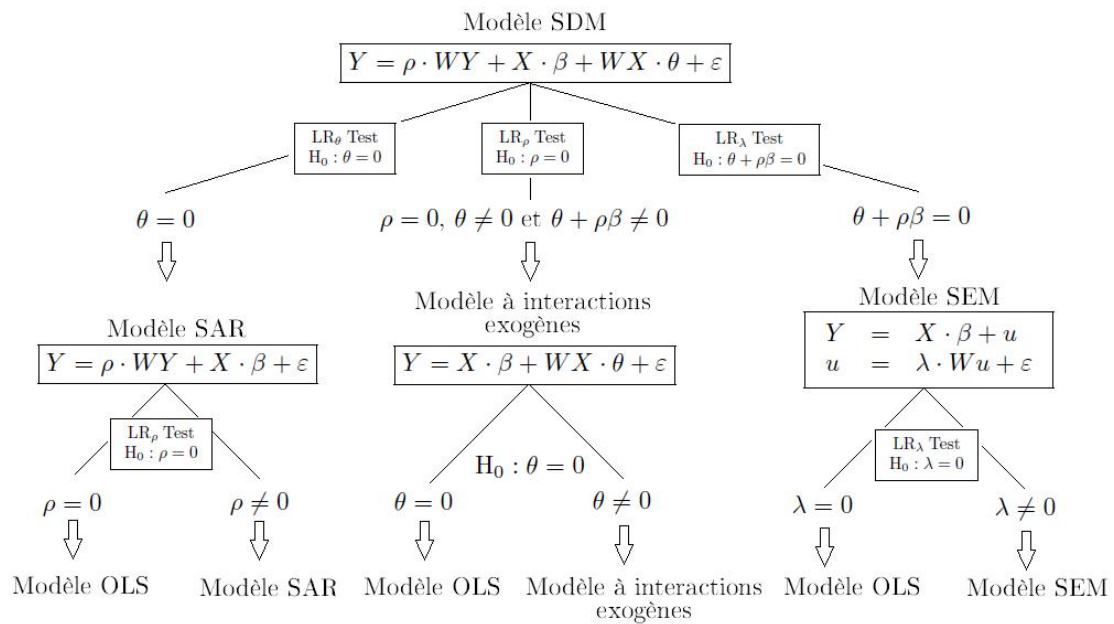 Modèle SDM
Y = ρ · WY + X · β + WX · θ + ε
LRθ Test
H₀ : θ = 0
LRρ Test
H₀ : ρ = 0
LRλ Test
H₀ : θ + ρβ = 0
θ = 0
ρ = 0, θ ≠ 0 et θ + ρβ ≠ 0
θ + ρβ = 0
Modèle SAR
Y = ρ · WY + X · β + ε
Modèle à interactions
exogènes
Y = X · β + WX · θ + ε
Modèle SEM
Y = X · β + u
u = λ · Wu + ε
LRρ Test
H₀ : ρ = 0
H₀ : θ = 0
LRλ Test
H₀ : λ = 0
ρ = 0
ρ ≠ 0
θ = 0
θ ≠ 0
λ = 0
λ ≠ 0
Modèle OLS
Modèle SAR
Modèle OLS
Modèle à interactions
exogènes
Modèle OLS
Modèle SEM